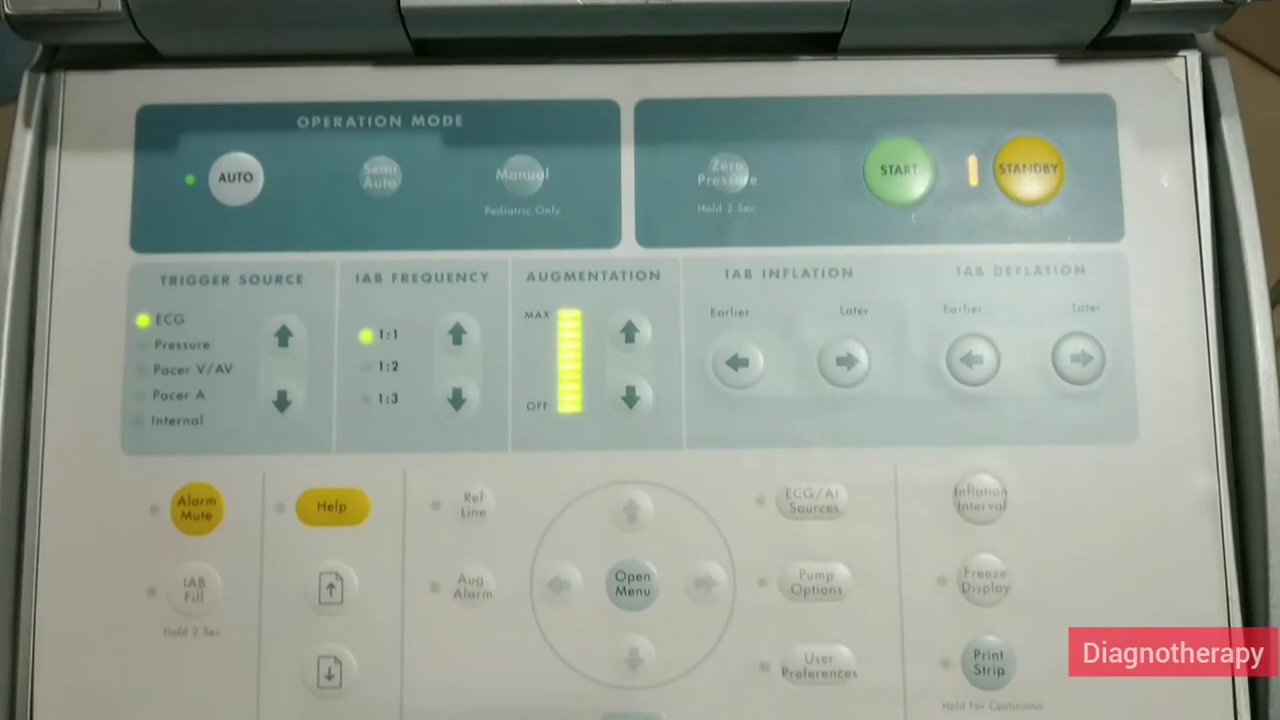 OPERATION MODE
AUTO
Semi
Auto
Manual
Pediatric Only
Zero
Pressure
Hold 2 Sec
START
STANDBY
TRIGGER SOURCE
ECG
Pressure
Pacer V/AV
Pacer A
Internal
IAB FREQUENCY
1:1
1:2
1:3
AUGMENTATION
MAX
OFF
IAB INFLATION
Earlier
Later
IAB DEFLATION
Earlier
Later
Alarm
Mute
IAB
Fill
Hold 2 Sec
Help
Ref
Line
Aug
Alarm
Open
Menu
ECG/AI
Sources
Pump
Options
User
Preferences
Inflation
Interval
Freeze
Display
Print
Strip
Hold For Continuous
Diagnotherapy